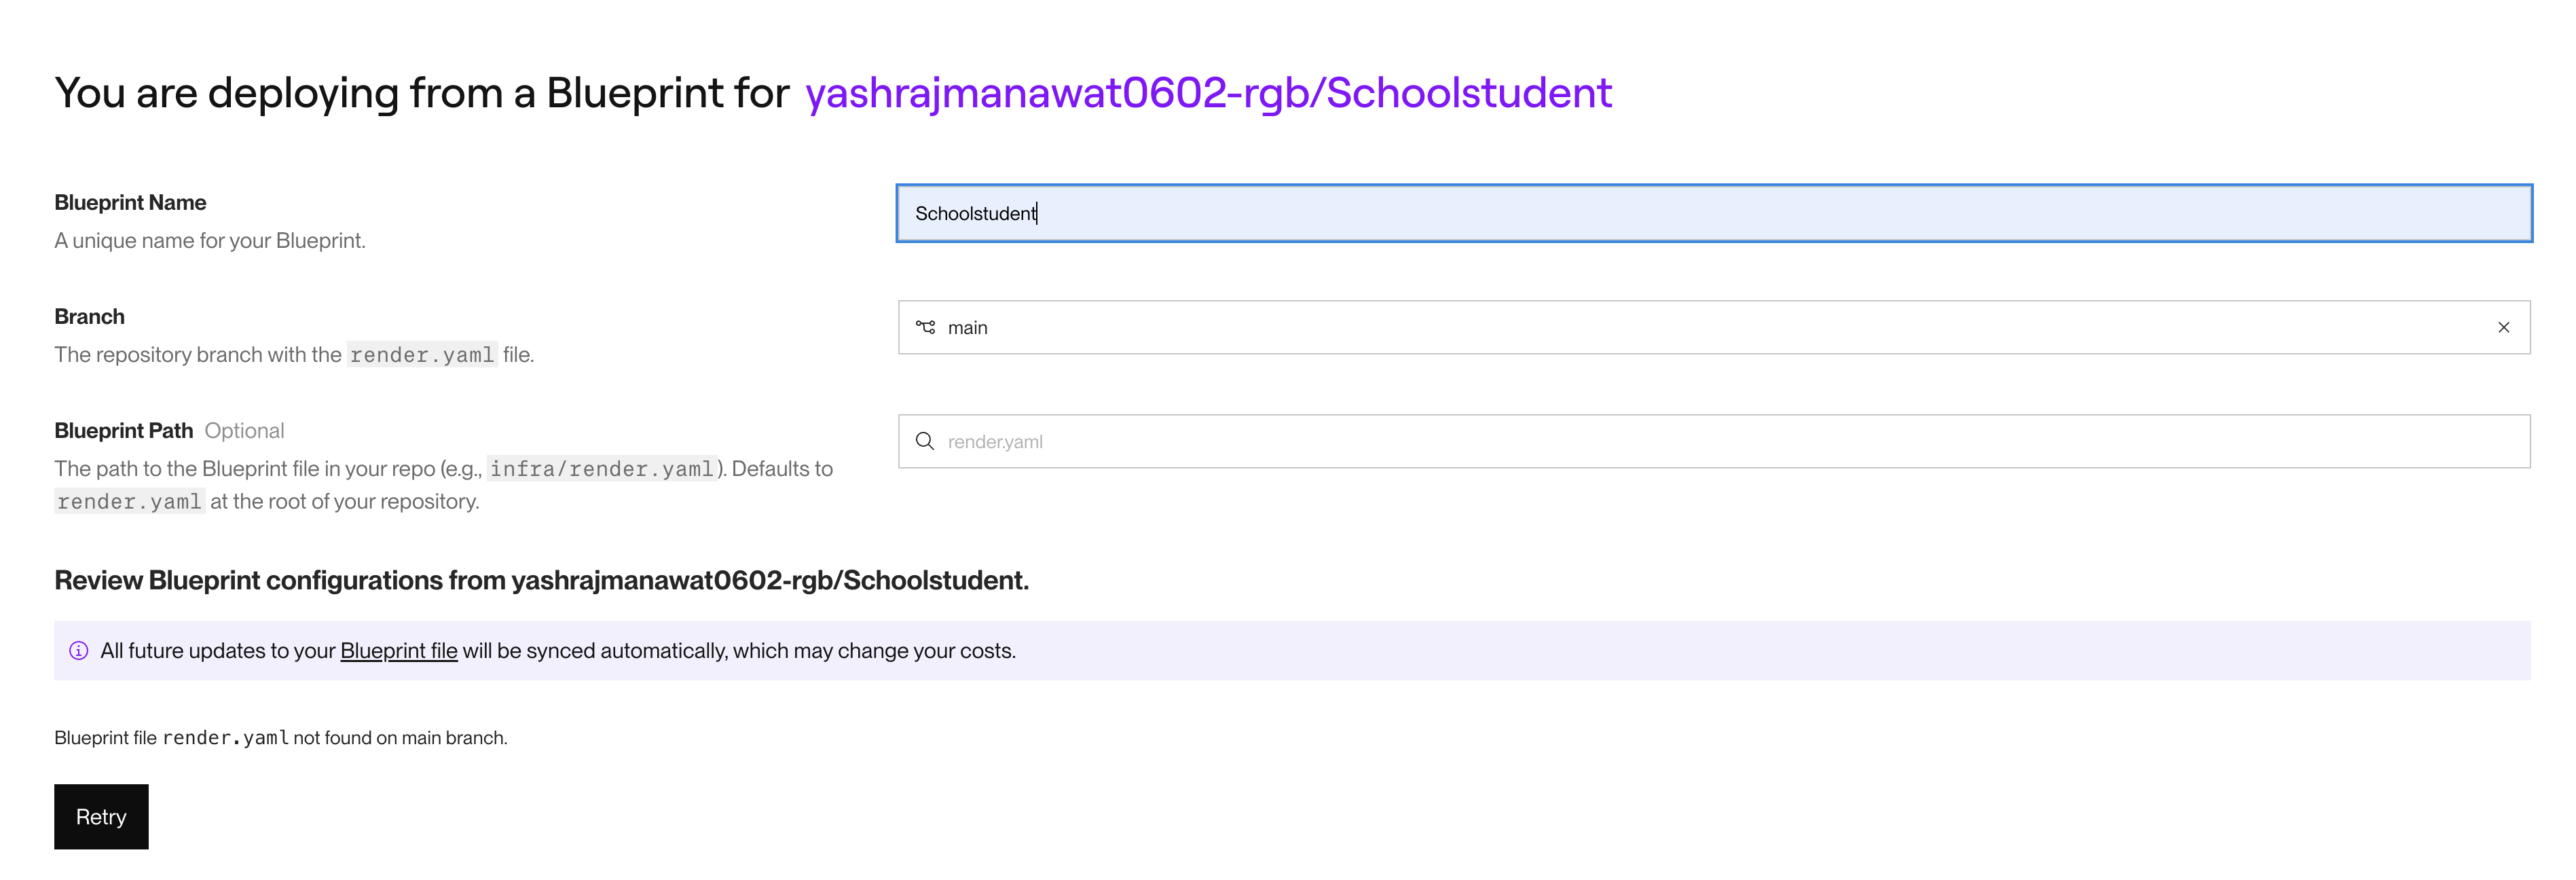 You are deploying from a Blueprint for yashrajmanawat0602-rgb/Schoolstudent
Blueprint Name
A unique name for your Blueprint.
Schoolstudent
Branch
The repository branch with the render.yaml file.
main
Blueprint Path Optional
The path to the Blueprint file in your repo (e.g., infra/render.yaml). Defaults to
render.yaml at the root of your repository.
render.yaml
Review Blueprint configurations from yashrajmanawat0602-rgb/Schoolstudent.
All future updates to your Blueprint file will be synced automatically, which may change your costs.
Blueprint file render.yaml not found on main branch.
Retry